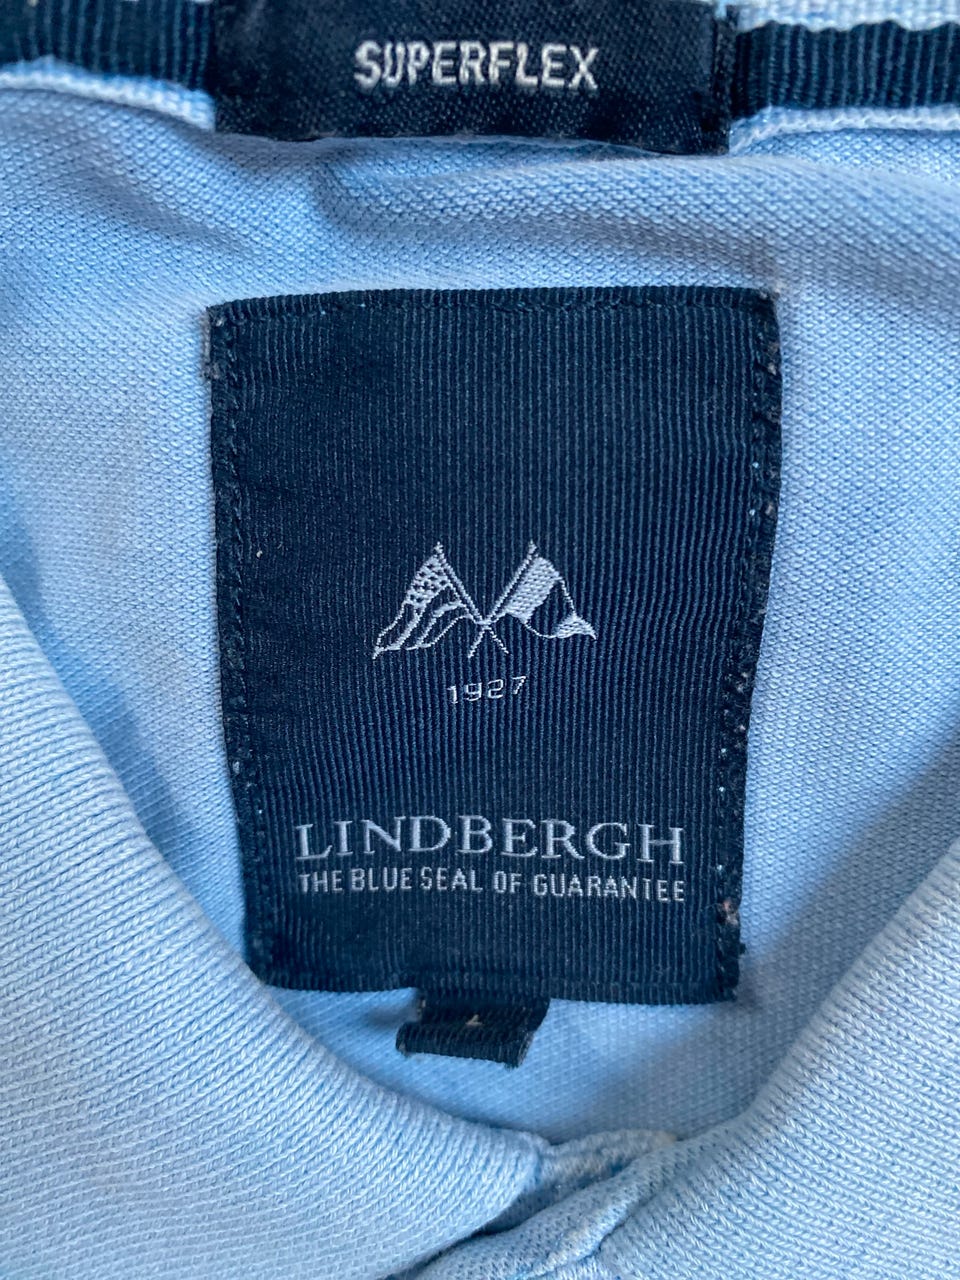 SUPERFLEX
1927
LINDBERGH
THE BLUE SEAL OF GUARANTEE